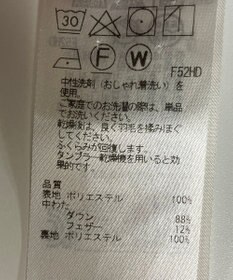 30
F W
F52HD
中性洗剤（おしゃれ着洗い）を
使用。
ご家庭でのお洗濯の際は、単品
でお洗いください。
乾燥後は、良く羽毛を揉みほぐ
してください。
ふくらみが回復します。
タンブラー乾燥機を用いると効
果的です。
品質
表地 ポリエステル 100%
中わた
ダウン 88%
フェザー 12%
裏地 ポリエステル 100%